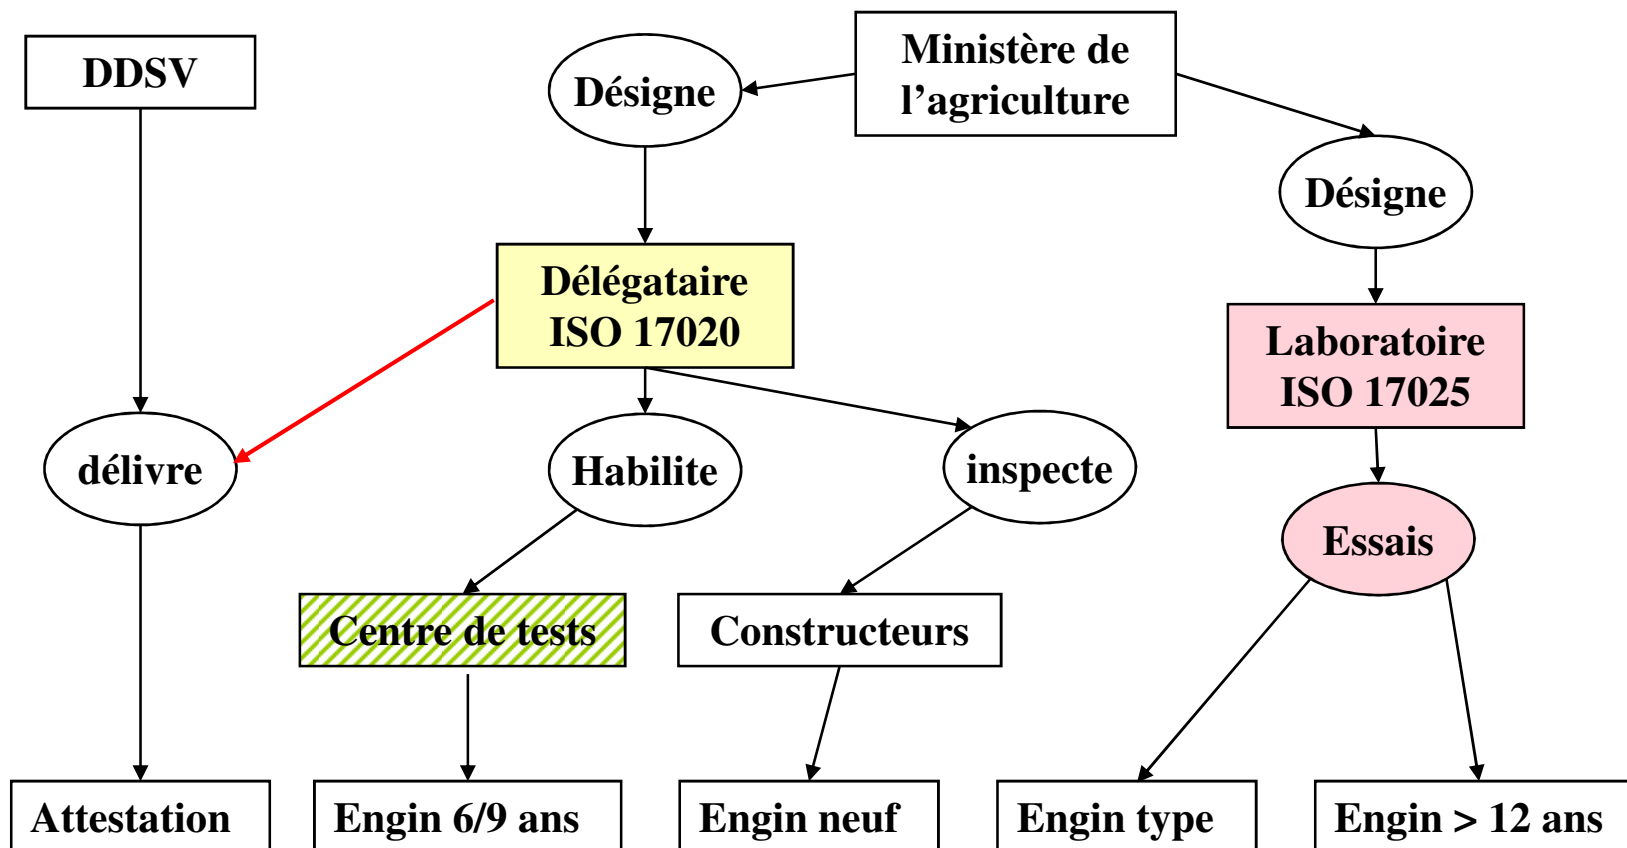 DDSV
Désigne
Ministère de
l’agriculture
Désigne
Délégataire
ISO 17020
Laboratoire
ISO 17025
délivre
Habilite
inspecte
Essais
Centre de tests
Constructeurs
Attestation
Engin 6/9 ans
Engin neuf
Engin type
Engin > 12 ans